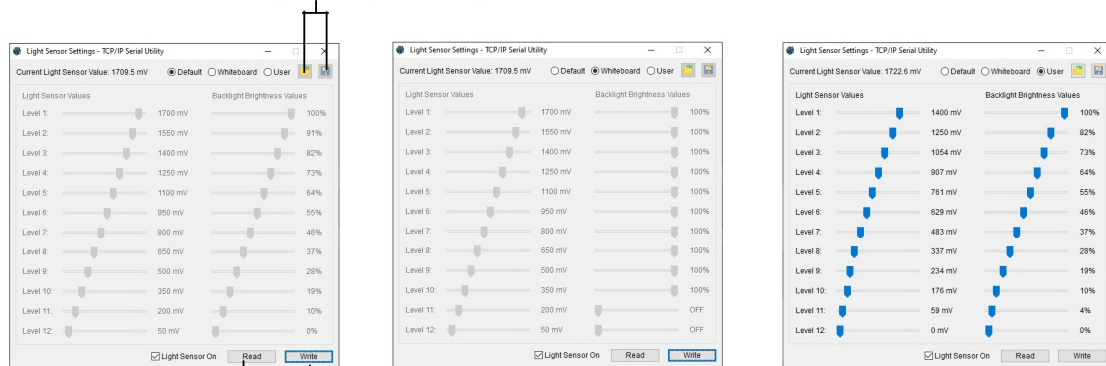 Light Sensor Settings - TCP/IP Serial Utility
Current Light Sensor Value: 1709.5 mV Default Whiteboard User
Light Sensor Values Backlight Brightness Values
Level 1: 1700 mV 100%
Level 2: 1550 mV 91%
Level 3: 1400 mV 82%
Level 4: 1250 mV 73%
Level 5: 1100 mV 64%
Level 6: 950 mV 55%
Level 7: 800 mV 46%
Level 8: 650 mV 37%
Level 9: 500 mV 28%
Level 10: 350 mV 19%
Level 11: 200 mV 10%
Level 12: 50 mV 0%
Light Sensor On Read Write
Light Sensor Settings - TCP/IP Serial Utility
Current Light Sensor Value: 1709.5 mV Default Whiteboard User
Light Sensor Values Backlight Brightness Values
Level 1: 1700 mV 100%
Level 2: 1550 mV 100%
Level 3: 1400 mV 100%
Level 4: 1250 mV 100%
Level 5: 1100 mV 100%
Level 6: 950 mV 100%
Level 7: 800 mV 100%
Level 8: 650 mV 100%
Level 9: 500 mV 100%
Level 10: 350 mV 100%
Level 11: 200 mV OFF
Level 12: 50 mV OFF
Light Sensor On Read Write
Light Sensor Settings - TCP/IP Serial Utility
Current Light Sensor Value: 1722.6 mV Default Whiteboard User
Light Sensor Values Backlight Brightness Values
Level 1: 1400 mV 100%
Level 2: 1250 mV 82%
Level 3: 1054 mV 73%
Level 4: 907 mV 64%
Level 5: 761 mV 55%
Level 6: 629 mV 46%
Level 7: 483 mV 37%
Level 8: 337 mV 28%
Level 9: 234 mV 19%
Level 10: 176 mV 10%
Level 11: 59 mV 4%
Level 12: 0 mV 0%
Light Sensor On Read Write